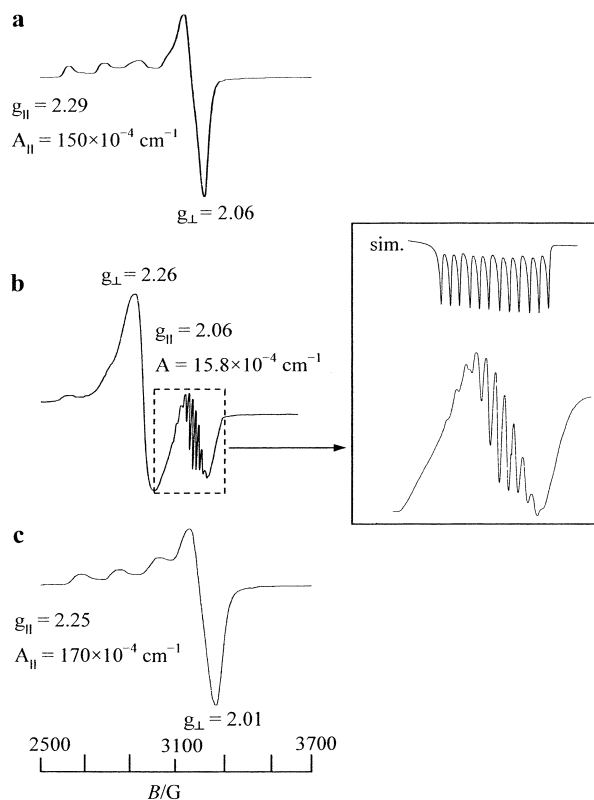 a
g|| = 2.29
A|| = 150×10⁻⁴ cm⁻¹
g⊥ = 2.06
b
g⊥ = 2.26
g|| = 2.06
A = 15.8×10⁻⁴ cm⁻¹
sim.
c
g|| = 2.25
A|| = 170×10⁻⁴ cm⁻¹
g⊥ = 2.01
2500 3100 3700
B/G